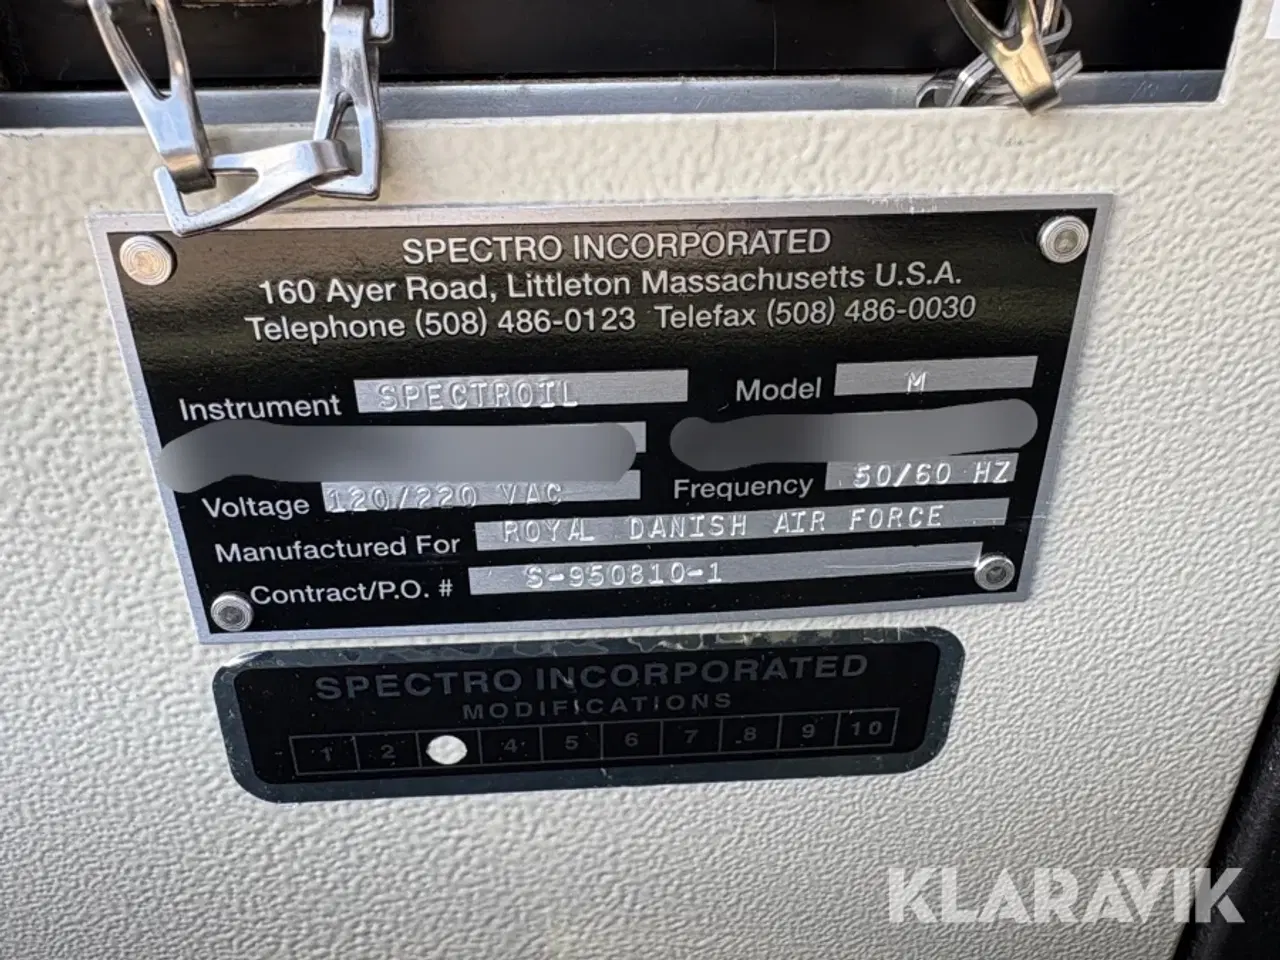 SPECTRO INCORPORATED
160 Ayer Road, Littleton Massachusetts U.S.A.
Telephone (508) 486-0123 Telefax (508) 486-0030
Instrument SPECTROIL Model M
Voltage 120/220 VAC Frequency 50/60 HZ
Manufactured For ROYAL DANISH AIR FORCE
Contract/P.O. # S-950810-1
SPECTRO INCORPORATED
MODIFICATIONS
1 2 4 5 6 7 8 9 10
KLARAVIK